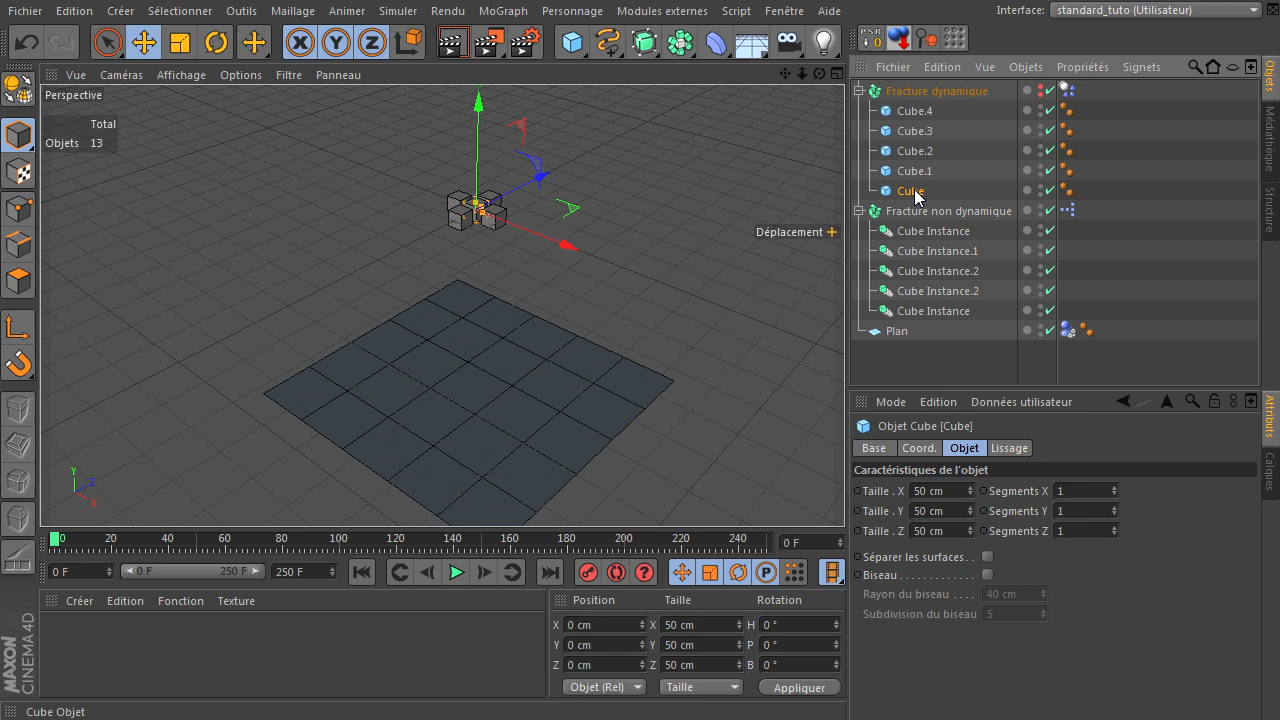 Fichier Edition Créer Sélectionner Outils Maillage Animer Simuler Rendu MoGraph Personnage Modules externes Script Fenêtre Aide Interface: standard_tuto (Utilisateur)
X Y Z PSR 0
Vue Caméras Affichage Options Filtre Panneau
Perspective
Total
Objets 13
Déplacement
Y Z X
0 20 40 60 80 100 120 140 160 180 200 220 240 0 F
0 F 0 F 250 F 250 F
Créer Edition Fonction Texture
Position Taille Rotation
X 0 cm X 50 cm H 0 °
Y 0 cm Y 50 cm P 0 °
Z 0 cm Z 50 cm B 0 °
Objet (Rel) Taille Appliquer
MAXON
CINEMA 4D
Cube Objet
Fichier Edition Vue Objets Propriétés Signets
Fracture dynamique
Cube.4
Cube.3
Cube.2
Cube.1
Cube
Fracture non dynamique
Cube Instance
Cube Instance.1
Cube Instance.2
Cube Instance.2
Cube Instance
Plan
Mode Edition Données utilisateur
Objet Cube [Cube]
Base Coord. Objet Lissage
Caractéristiques de l'objet
Taille . X 50 cm Segments X 1
Taille . Y 50 cm Segments Y 1
Taille . Z 50 cm Segments Z 1
Séparer les surfaces. .
Biseau . . . . . . . . . . . . .
Rayon du biseau . . . . 40 cm
Subdivision du biseau 5
Objets
Médiathèque
Structure
Attributs
Calques